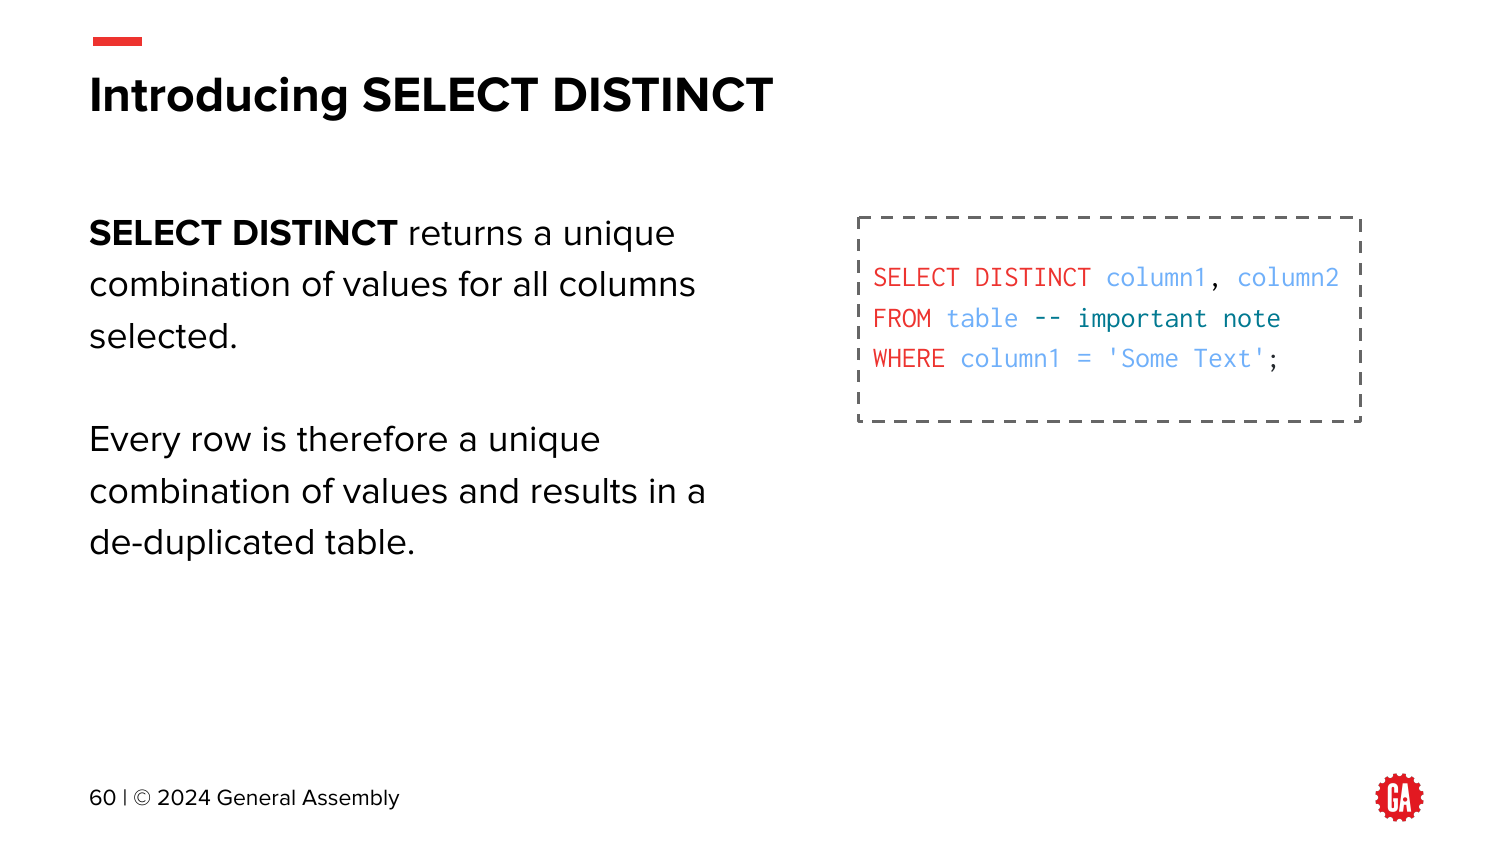 Introducing SELECT DISTINCT
SELECT DISTINCT returns a unique
combination of values for all columns
selected.
Every row is therefore a unique
combination of values and results in a
de-duplicated table.
SELECT DISTINCT column1, column2
FROM table -- important note
WHERE column1 = 'Some Text';
60 | © 2024 General Assembly
GA